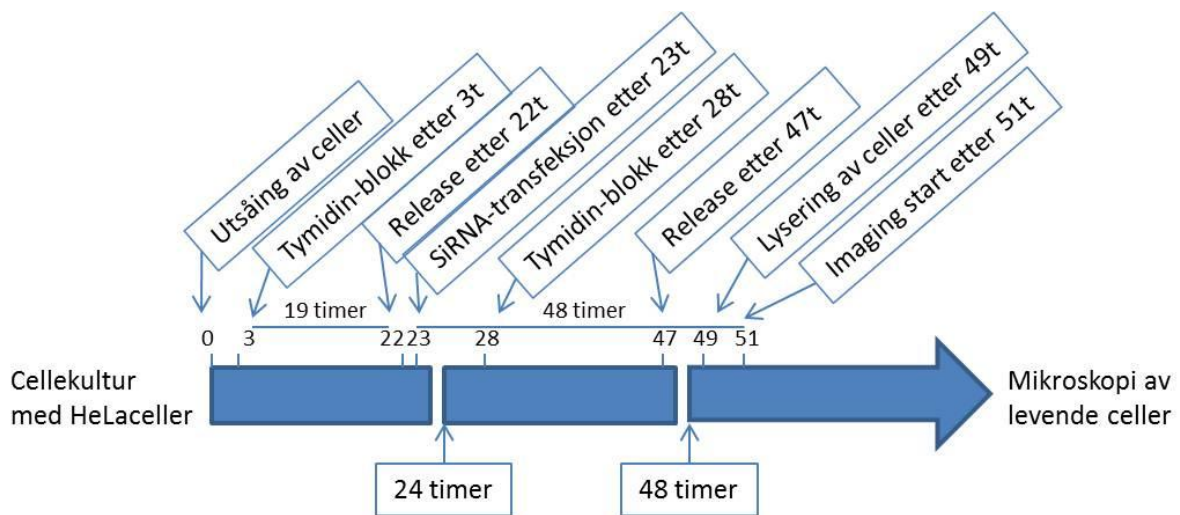 Utsåing av celler
Tymidin-blokk etter 3t
Release etter 22t
SiRNA-transfeksjon etter 23t
Tymidin-blokk etter 28t
Release etter 47t
Lysering av celler etter 49t
Imaging start etter 51t
19 timer
48 timer
0 3 22 23 28 47 49 51
Cellekultur
med HeLaceller
Mikroskopi av
levende celler
24 timer
48 timer